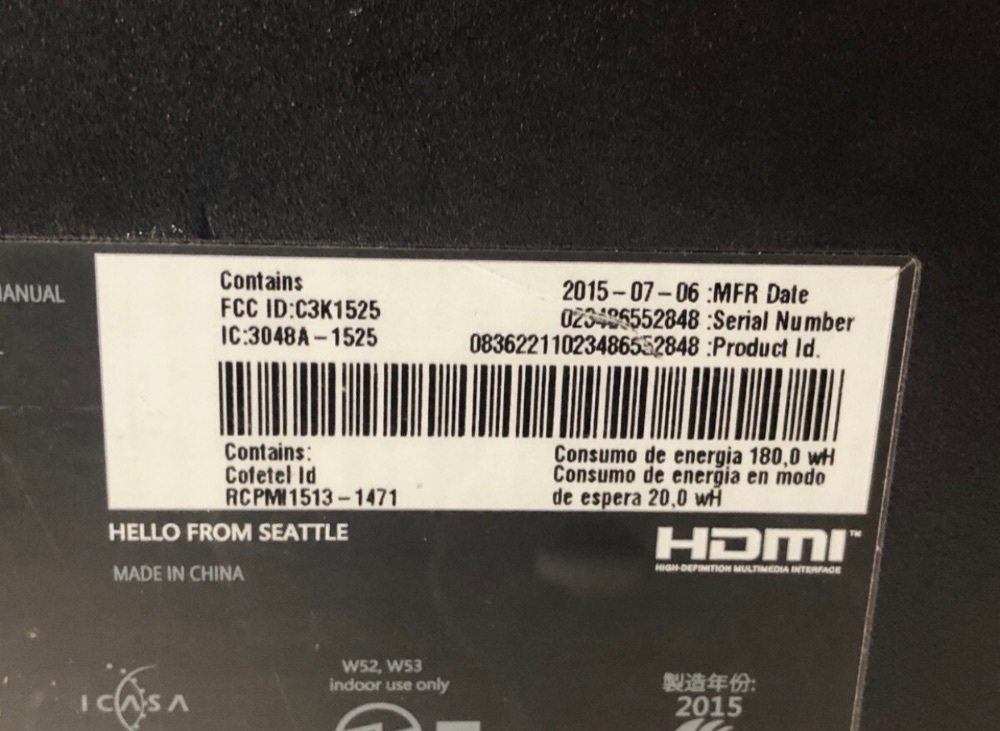 MANUAL
Contains
FCC ID:C3K1525
IC:3048A-1525
2015-07-06 :MFR Date
023486552848 :Serial Number
08362211023486552848 :Product Id.
Contains:
Cofetel Id
RCPMI1513-1471
Consumo de energia 180,0 wH
Consumo de energia en modo
de espera 20,0 wH
HELLO FROM SEATTLE
MADE IN CHINA
HDMI™
HIGH-DEFINITION MULTIMEDIA INTERFACE
ICASA
W52, W53
indoor use only
製造年份:
2015